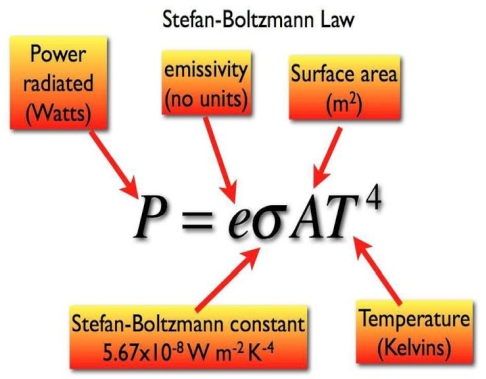 Stefan-Boltzmann Law
Power
radiated
(Watts)
emissivity
(no units)
Surface area
(m²)
P = eσAT⁴
Stefan-Boltzmann constant
5.67x10⁻⁸ W m⁻² K⁻⁴
Temperature
(Kelvins)